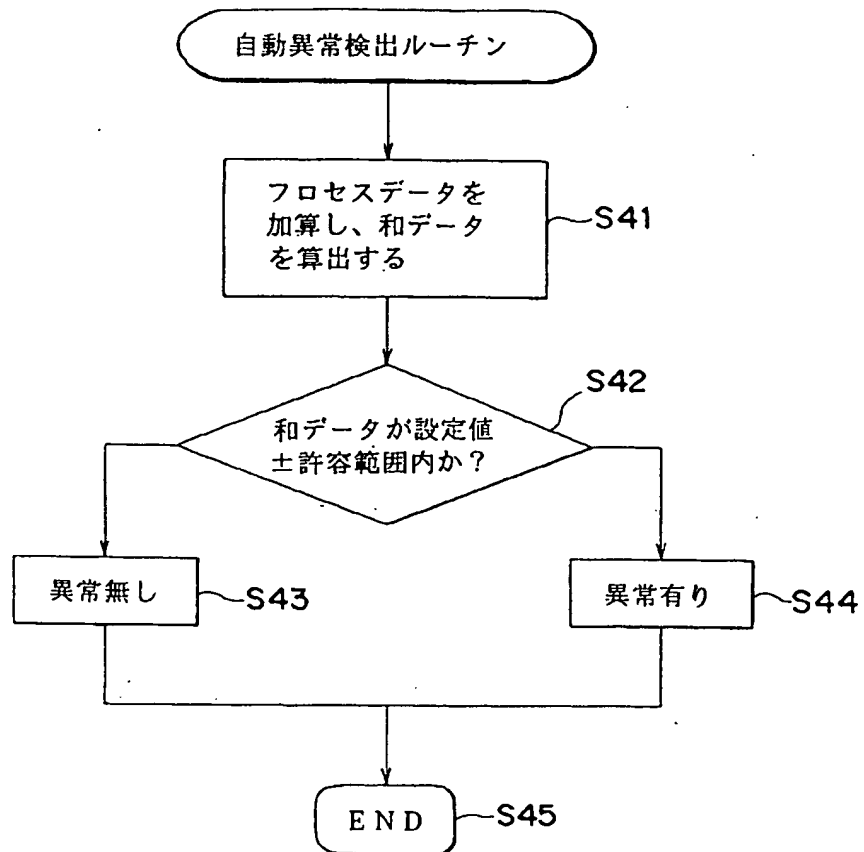 自動異常検出ルーチン
フロセスデータを
加算し、和データ
を算出する
S41
S42
和データが設定値
±許容範囲内か?
異常無し
S43
異常有り
S44
END
S45